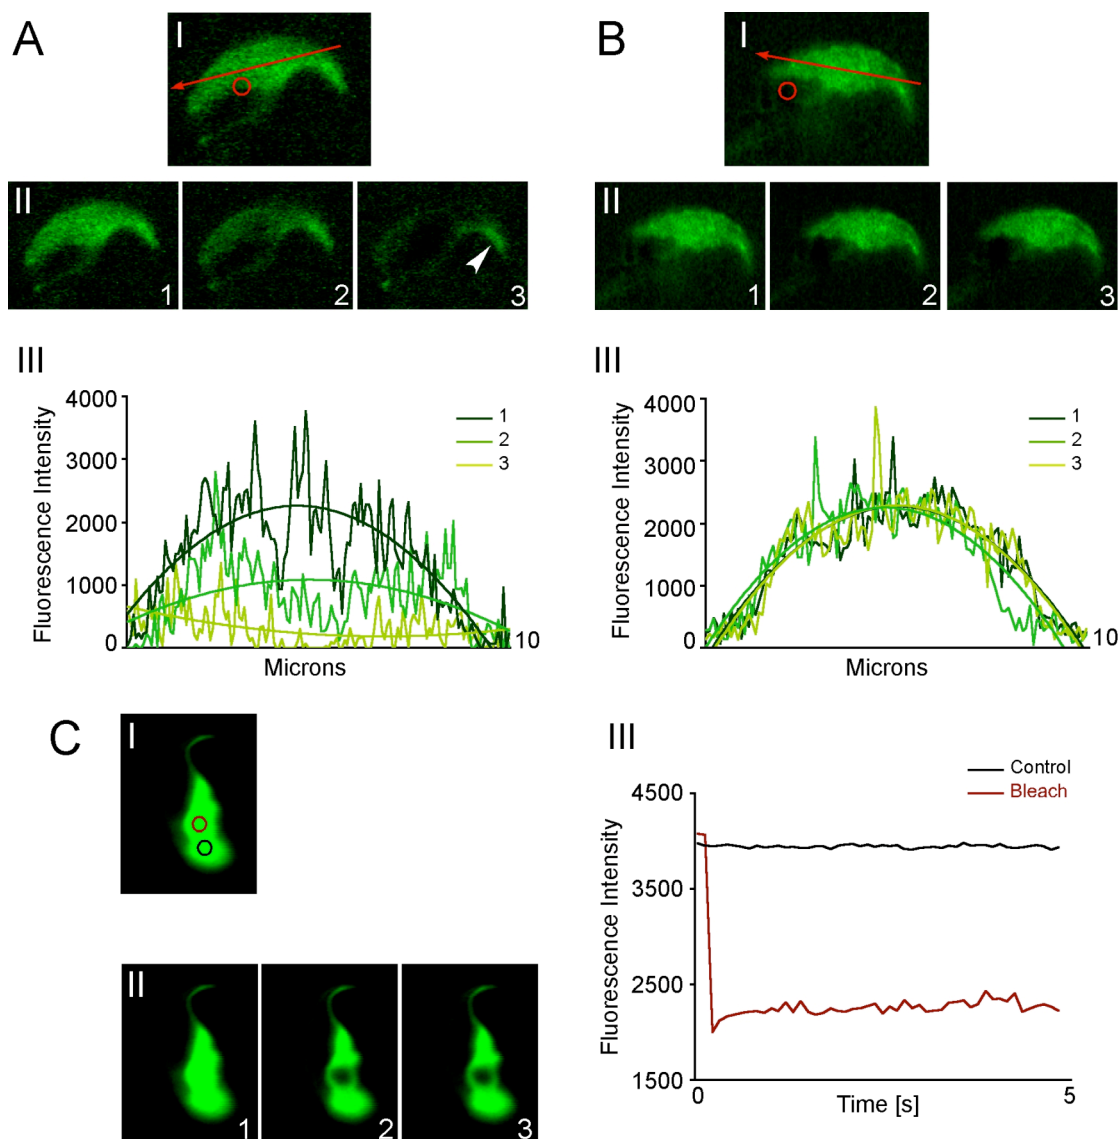 A
I
II
1
2
3
III
Fluorescence Intensity
4000
3000
2000
1000
0
1
2
3
10
Microns
B
I
II
1
2
3
III
Fluorescence Intensity
4000
3000
2000
1000
0
1
2
3
10
Microns
C
I
II
1
2
3
III
Control
Bleach
Fluorescence Intensity
4500
3500
2500
1500
0
5
Time [s]